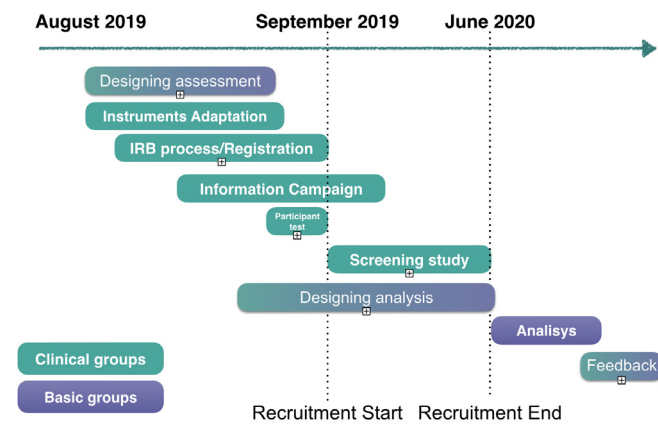 August 2019 September 2019 June 2020
Designing assessment
Instruments Adaptation
IRB process/Registration
Information Campaign
Participant
test
Screening study
Designing analysis
Analisys
Feedback
Clinical groups
Basic groups
Recruitment Start Recruitment End